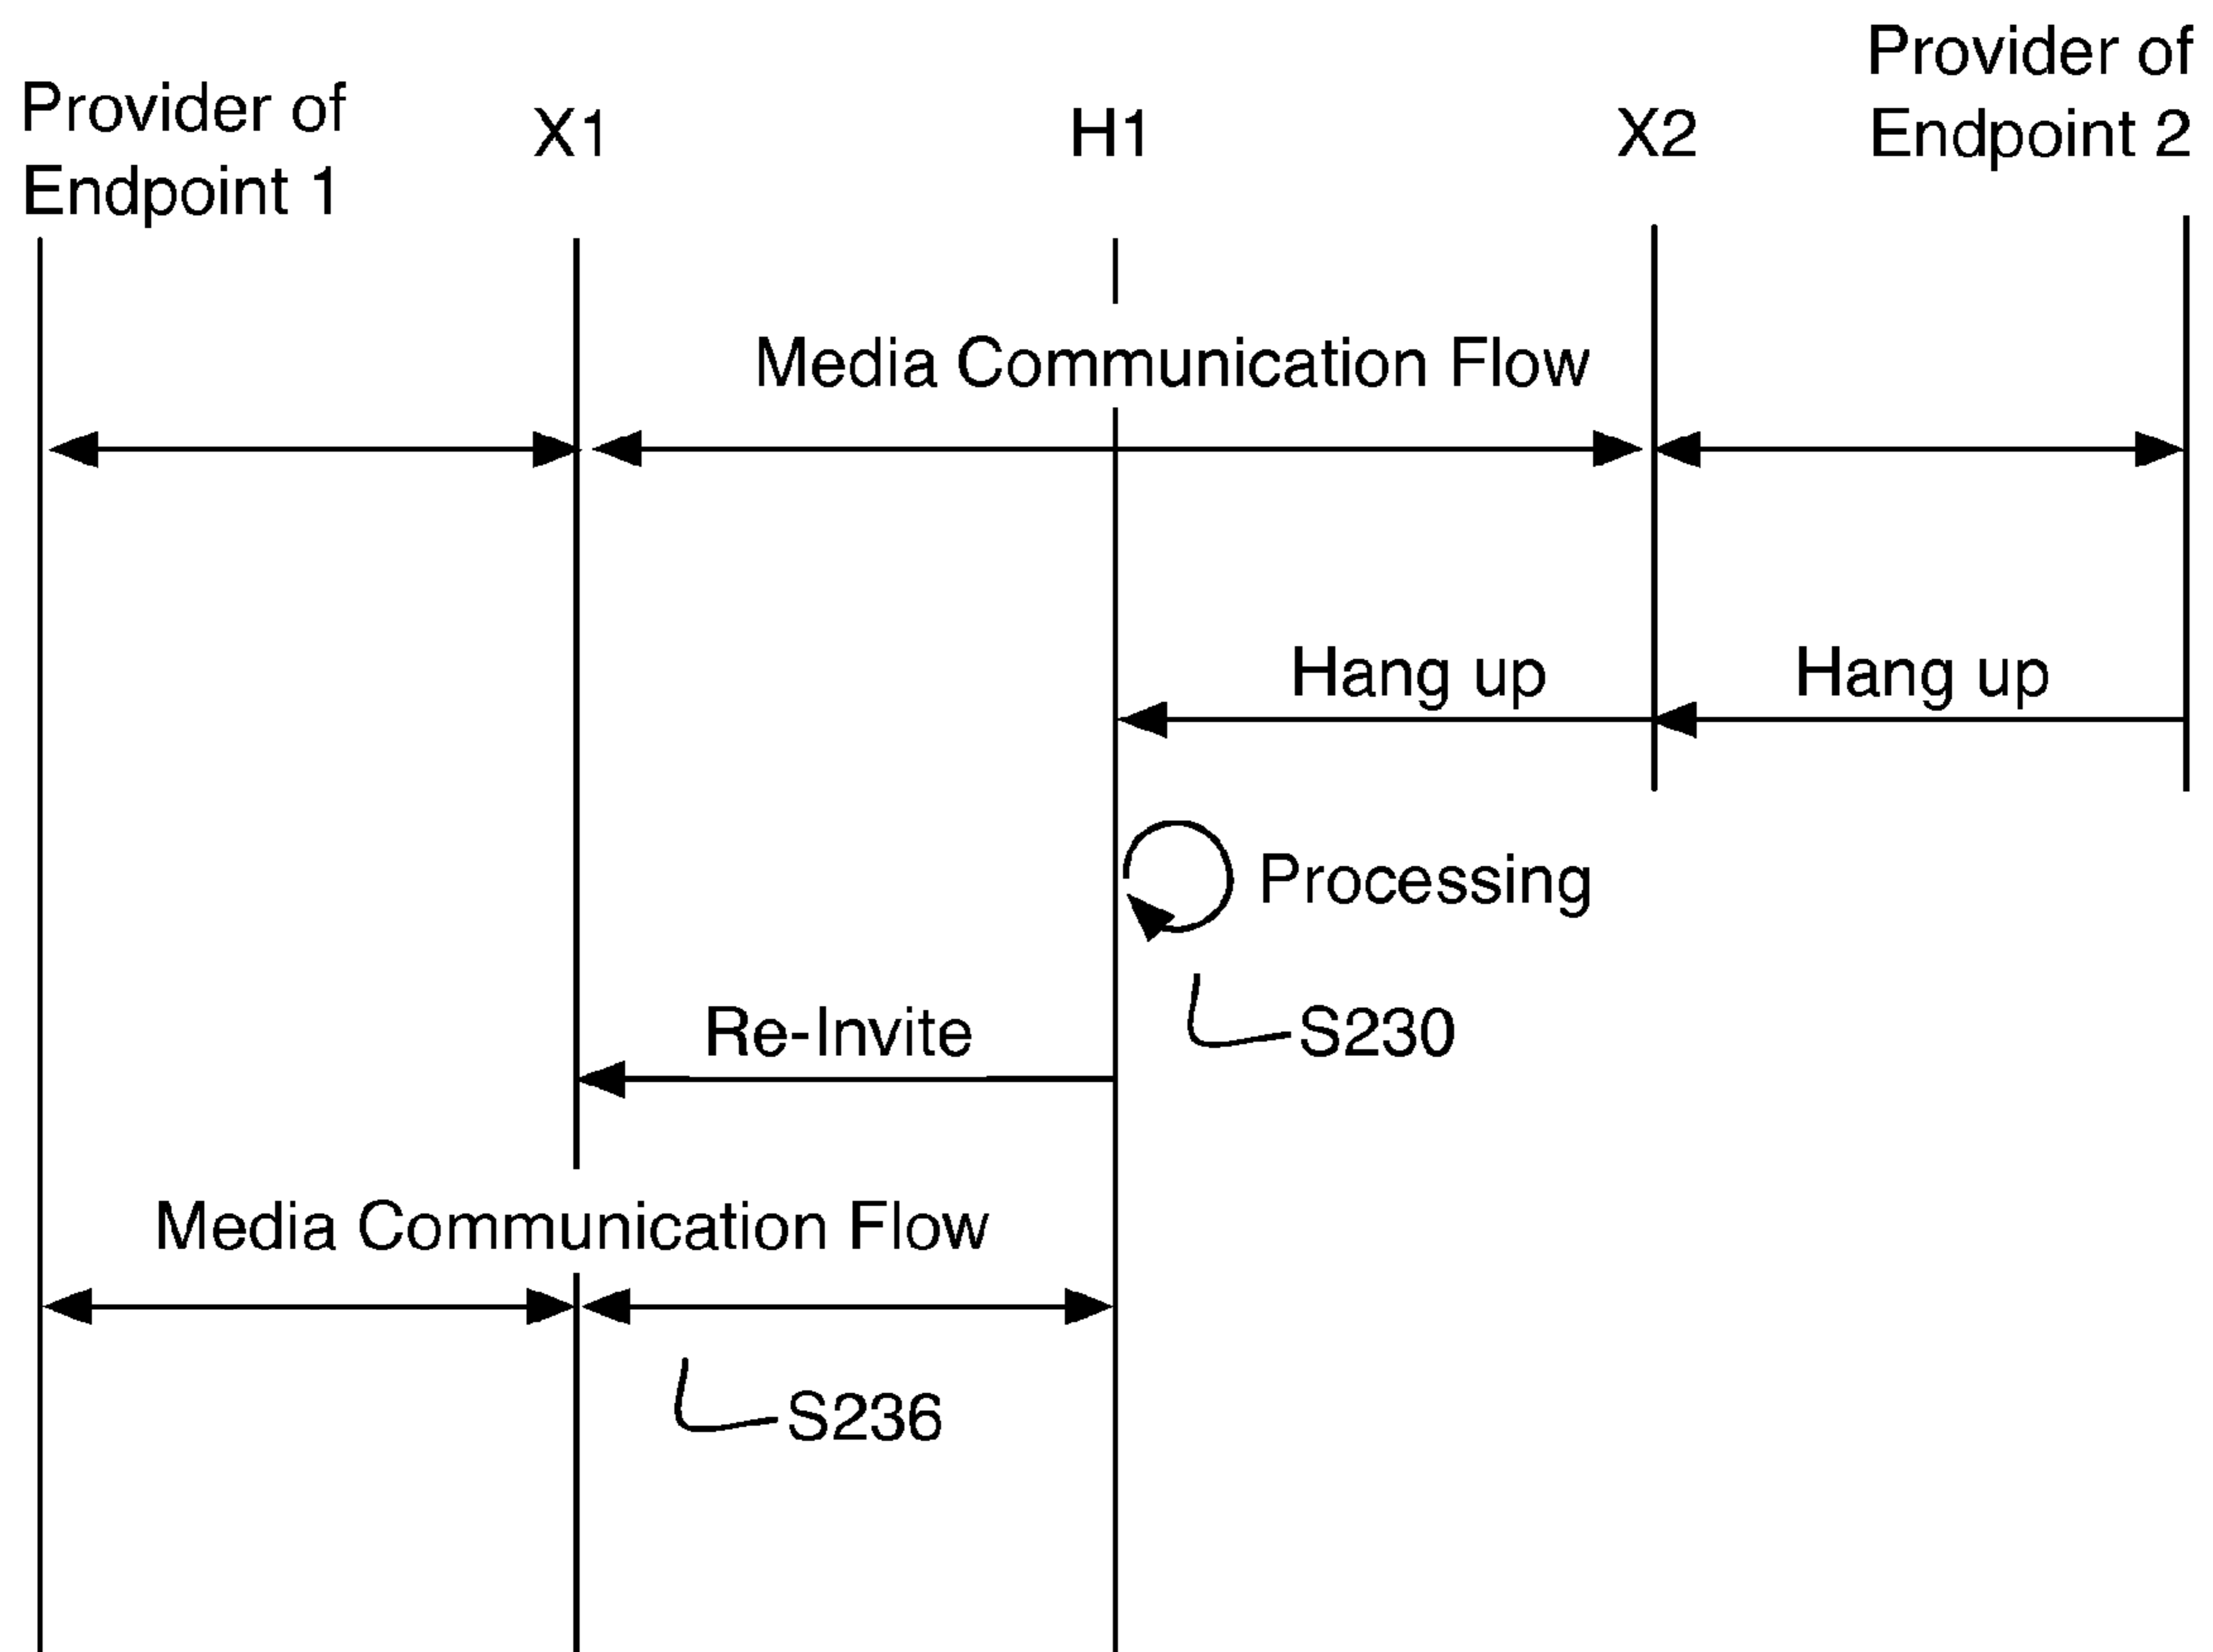 Provider of
Endpoint 1
X1
H1
X2
Provider of
Endpoint 2
Media Communication Flow
Hang up
Hang up
Processing
S230
Re-Invite
Media Communication Flow
S236